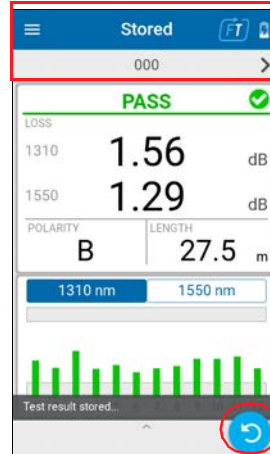 Stored
FT
000
PASS
LOSS
1310 1.56 dB
1550 1.29 dB
POLARITY LENGTH
B 27.5 m
1310 nm 1550 nm
Test result stored...